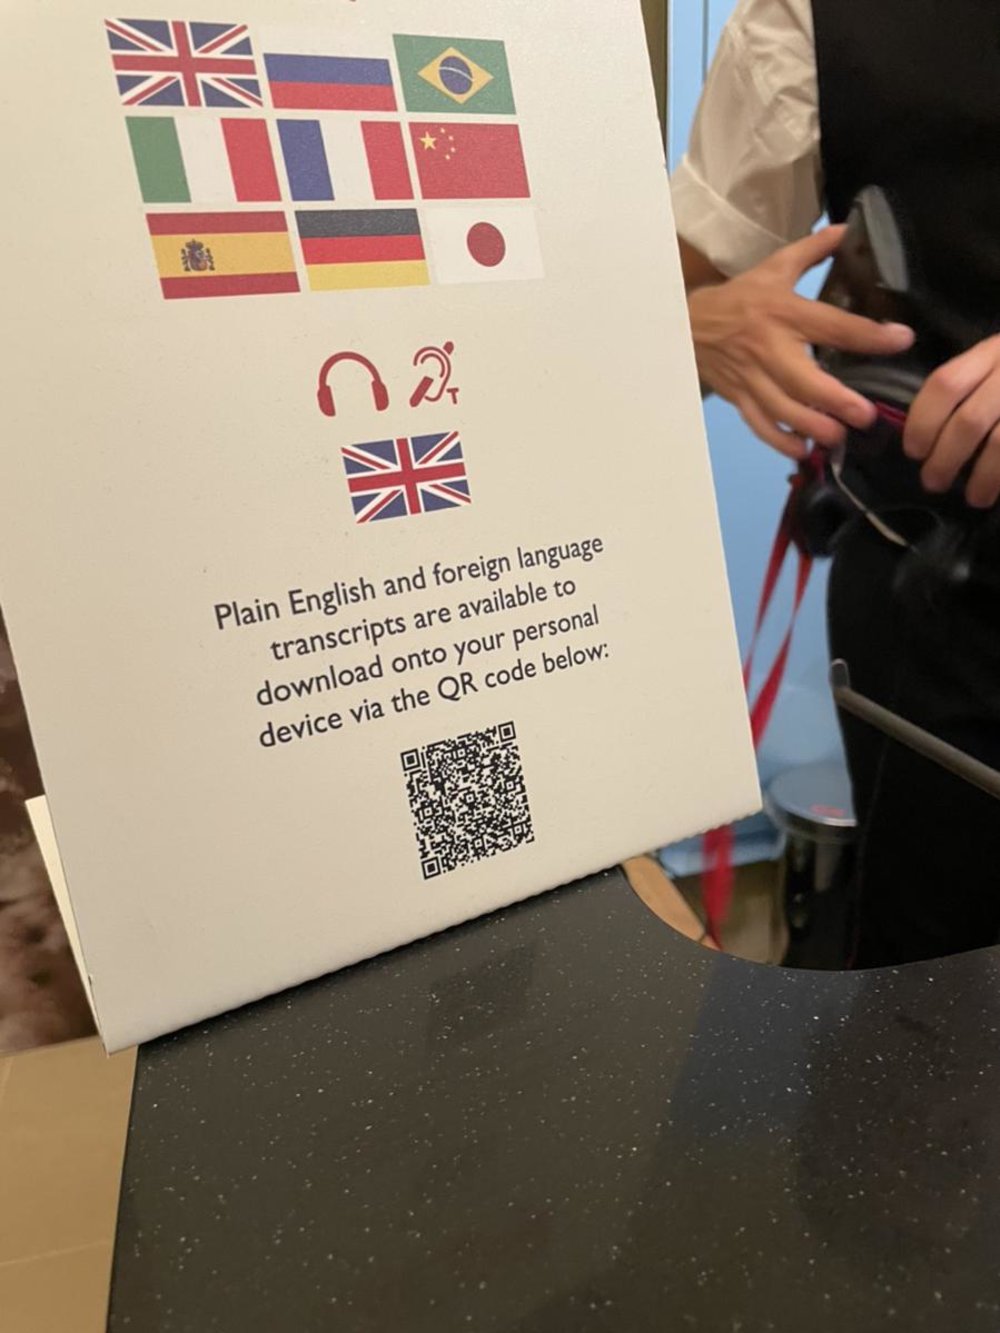 T
Plain English and foreign language
transcripts are available to
download onto your personal
device via the QR code below: